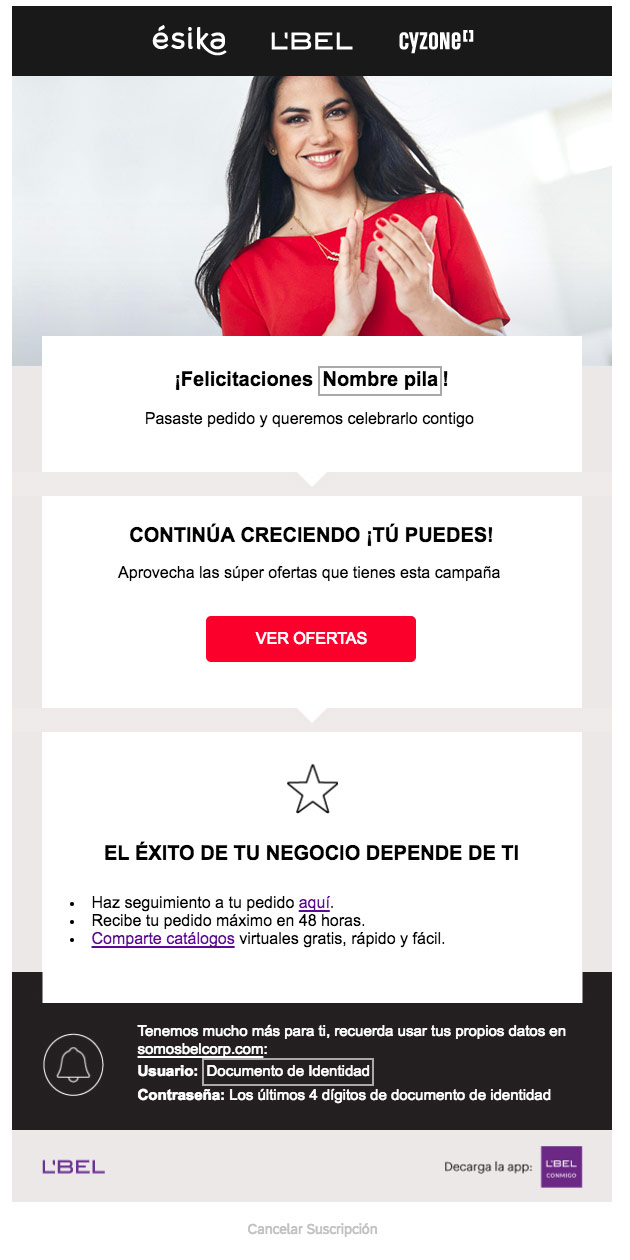 ésika L'BEL cyzone[']
¡Felicitaciones Nombre pila!
Pasaste pedido y queremos celebrarlo contigo
CONTINÚA CRECIENDO ¡TÚ PUEDES!
Aprovecha las súper ofertas que tienes esta campaña
VER OFERTAS
EL ÉXITO DE TU NEGOCIO DEPENDE DE TI
• Haz seguimiento a tu pedido aquí.
• Recibe tu pedido máximo en 48 horas.
• Comparte catálogos virtuales gratis, rápido y fácil.
Tenemos mucho más para ti, recuerda usar tus propios datos en
somosbelcorp.com:
Usuario: Documento de Identidad
Contraseña: Los últimos 4 dígitos de documento de identidad
L'BEL
Descarga la app:
L'BEL
CONMIGO
Cancelar Suscripción